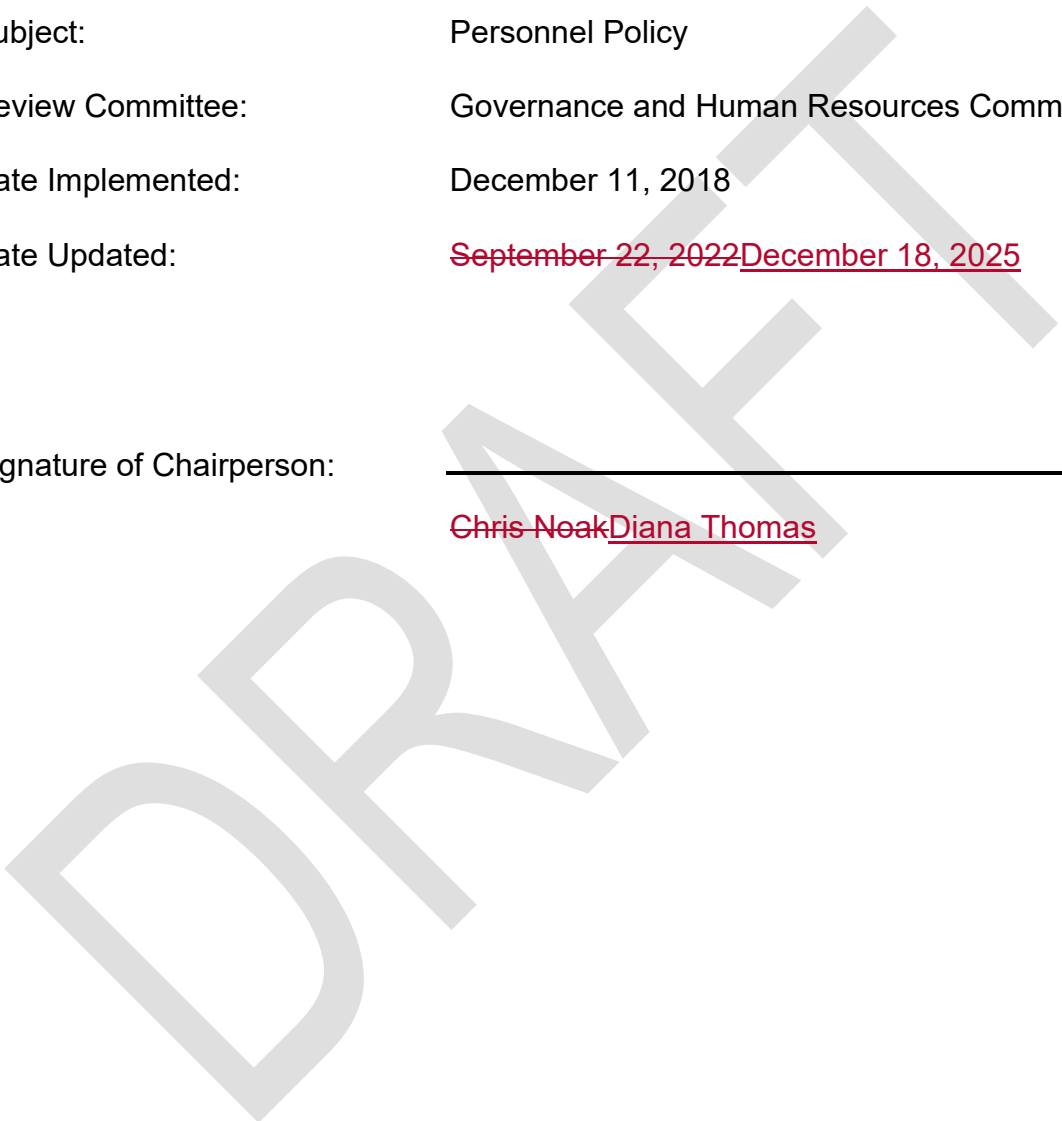 ubject: Personnel Policy
eview Committee: Governance and Human Resources Comm
ate Implemented: December 11, 2018
ate Updated: September 22, 2022December 18, 2025
gnature of Chairperson:
Chris NoakDiana Thomas
DRAFT